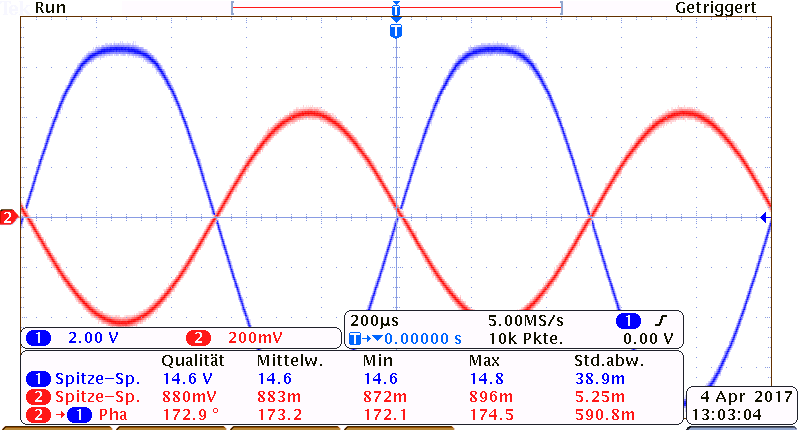 Run Getriggert
T
T
2
1 2.00 V 2 200mV
200µs 5.00MS/s 1
T→▼0.00000 s 10k Pkte. 0.00 V
Qualität Mittelw. Min Max Std.abw.
1 Spitze–Sp. 14.6 V 14.6 14.6 14.8 38.9m
2 Spitze–Sp. 880mV 883m 872m 896m 5.25m
2 →1 Pha 172.9 ° 173.2 172.1 174.5 590.8m
4 Apr 2017
13:03:04